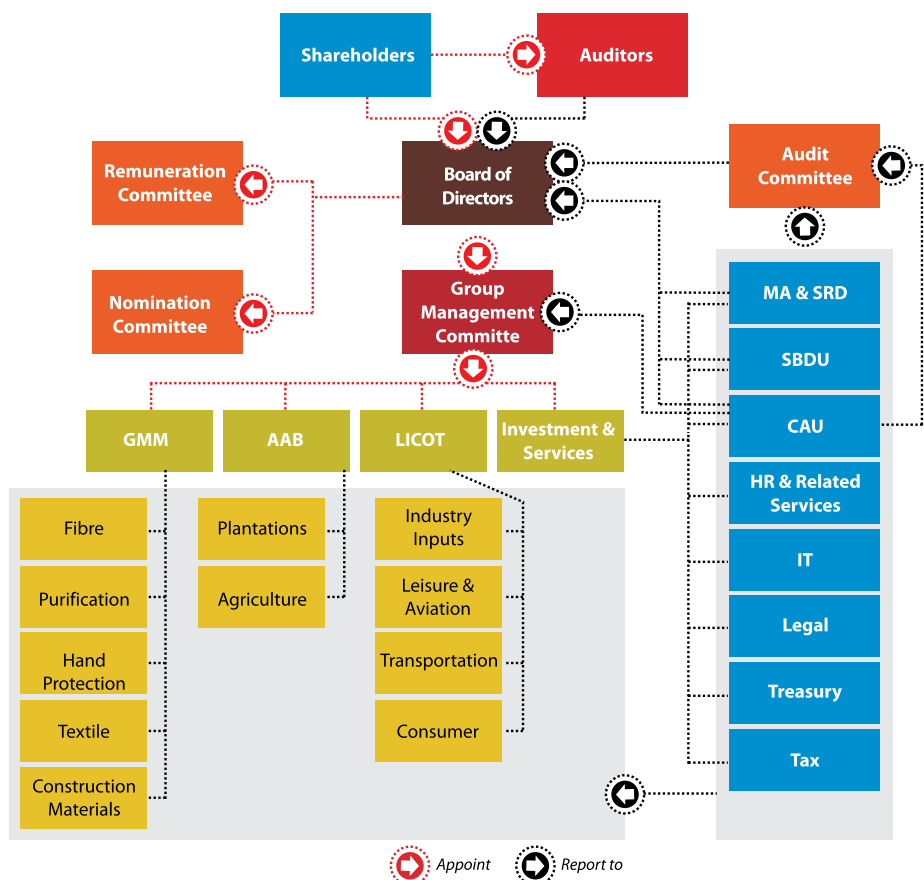 Shareholders
Auditors
Remuneration
Committee
Board of
Directors
Audit
Committee
Nomination
Committee
Group
Management
Committe
MA & SRD
SBDU
CAU
HR & Related
Services
IT
Legal
Treasury
Tax
GMM
AAB
LICOT
Investment &
Services
Fibre
Purification
Hand
Protection
Textile
Construction
Materials
Plantations
Agriculture
Industry
Inputs
Leisure &
Aviation
Transportation
Consumer
Appoint
Report to